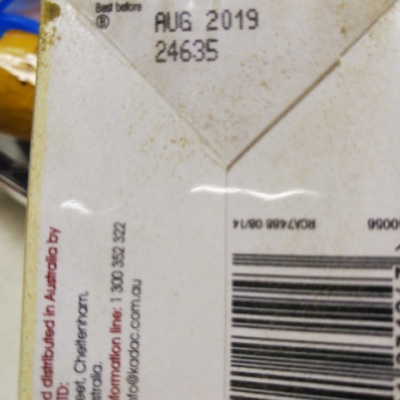 Best before
AUG 2019
24635
d distributed in Australia by
TD:
eet, Cheltenham,
stralia.
formation line: 1 300 352 322
nfo@kadac.com.au
RCA7488 08/14
60056